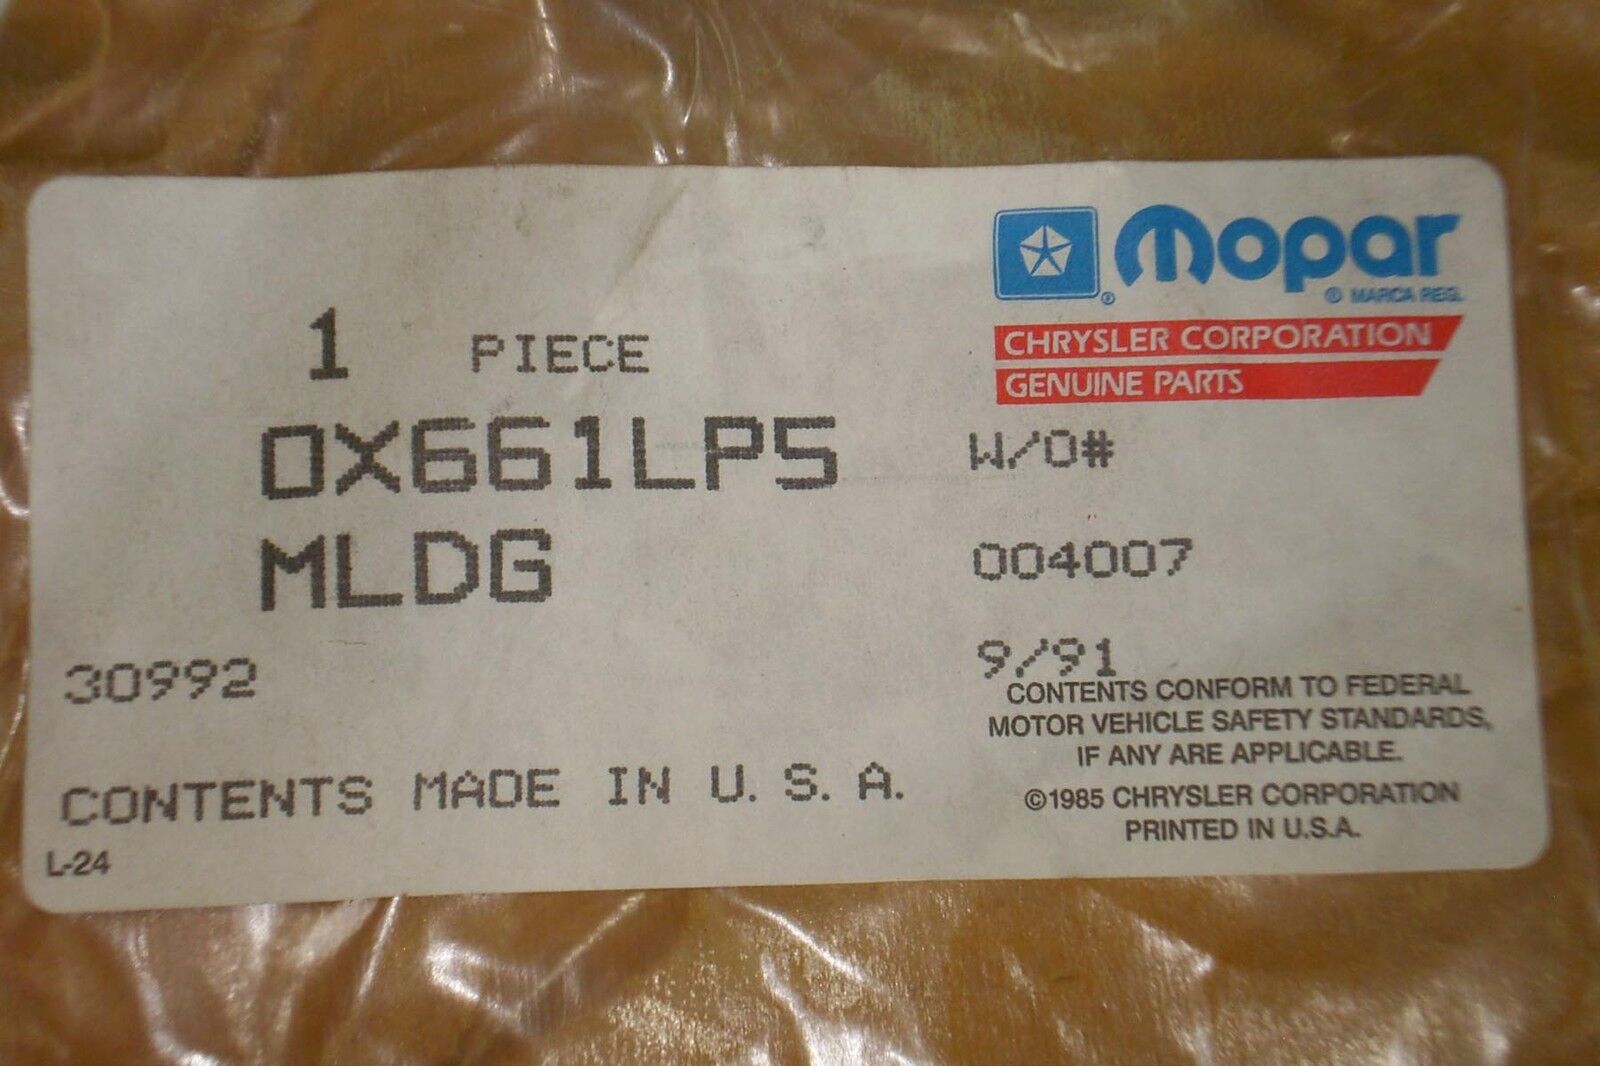 Mopar
® ® MARCA REG.
CHRYSLER CORPORATION
GENUINE PARTS
1 PIECE
0X661LP5
MLDG
W/O#
004007
9/91
30992
CONTENTS MADE IN U.S.A.
L-24
CONTENTS CONFORM TO FEDERAL
MOTOR VEHICLE SAFETY STANDARDS,
IF ANY ARE APPLICABLE.
©1985 CHRYSLER CORPORATION
PRINTED IN U.S.A.